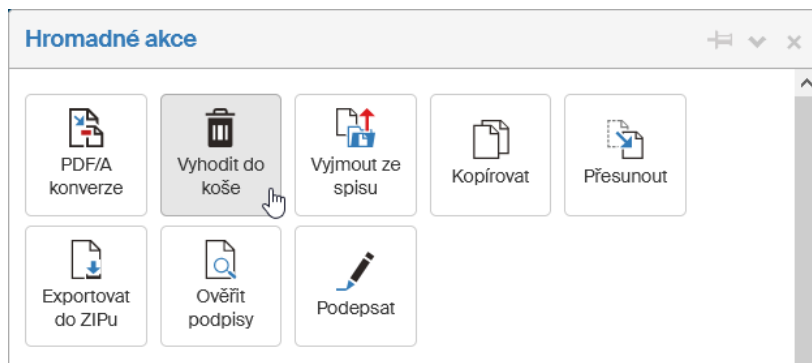 Hromadné akce
PDF/A
konverze
Vyhodit do
koše
Vyjmout ze
spisu
Kopírovat
Přesunout
Exportovat
do ZIPu
Ověřit
podpisy
Podepsat